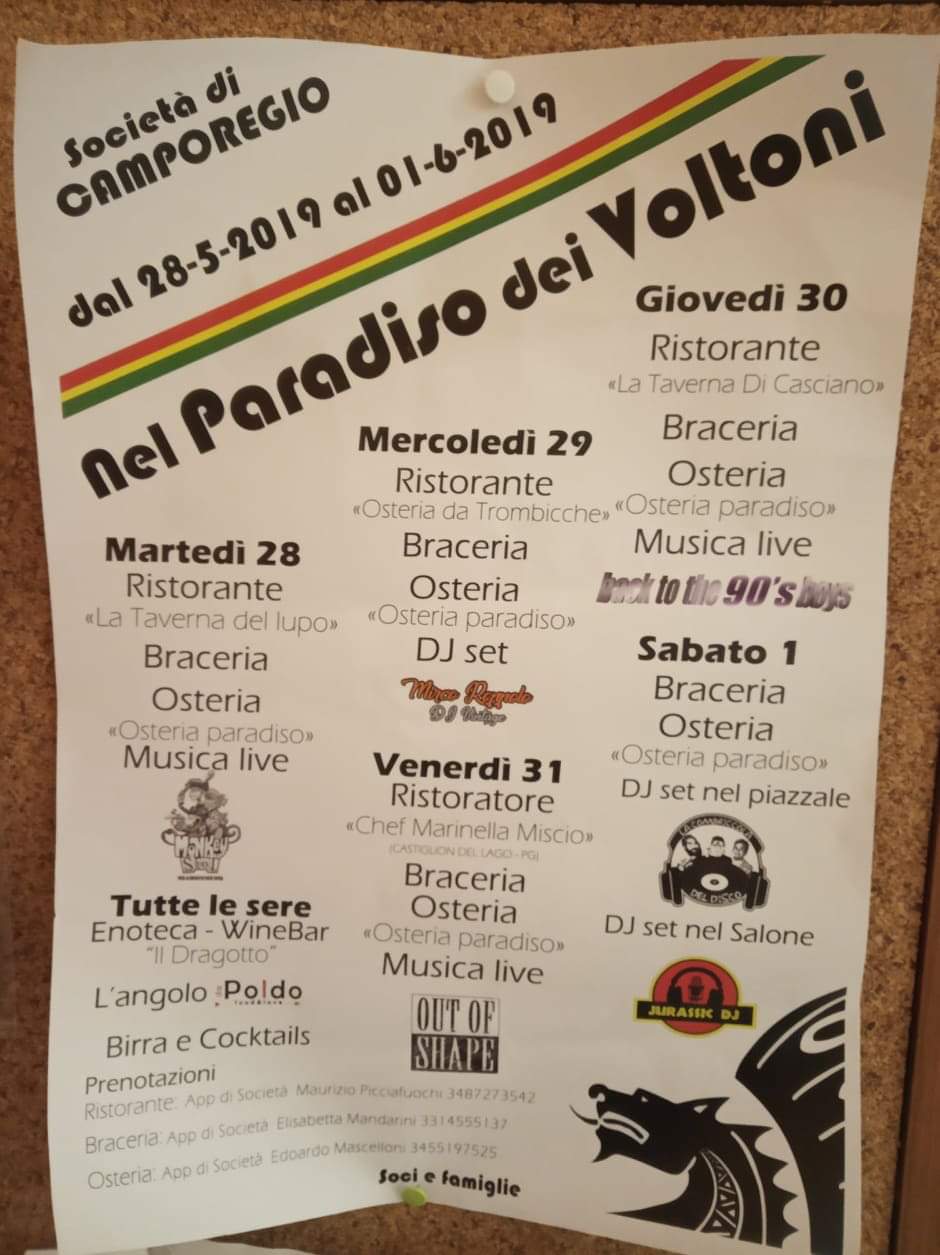 Società di
CAMPOREGIO
dal 28-5-2019 al 01-6-2019
Nel Paradiso dei Voltoni
Martedì 28
Ristorante
«La Taverna del lupo»
Braceria
Osteria
«Osteria paradiso»
Musica live
MONKEY
Mercoledì 29
Ristorante
«Osteria da Trombicche»
Braceria
Osteria
«Osteria paradiso»
DJ set
DJ Vintage
Giovedì 30
Ristorante
«La Taverna Di Casciano»
Braceria
Osteria
«Osteria paradiso»
Musica live
back to the 90's boys
Venerdì 31
Ristoratore
«Chef Marinella Miscio»
(CASTIGLION DEL LAGO - PG)
Braceria
Osteria
«Osteria paradiso»
Musica live
OUT OF
SHAPE
Sabato 1
Braceria
Osteria
«Osteria paradiso»
DJ set nel piazzale
DEL DISCO
DJ set nel Salone
JURASSIC DJ
Tutte le sere
Enoteca - WineBar
“Il Dragotto”
L'angolo Poldo
Birra e Cocktails
Prenotazioni
Ristorante: App di Società Maurizio Picciafuochi 3487273542
Braceria: App di Società Elisabetta Mandarini 3314555137
Osteria: App di Società Edoardo Mascelloni 3455197525
Soci e famiglie